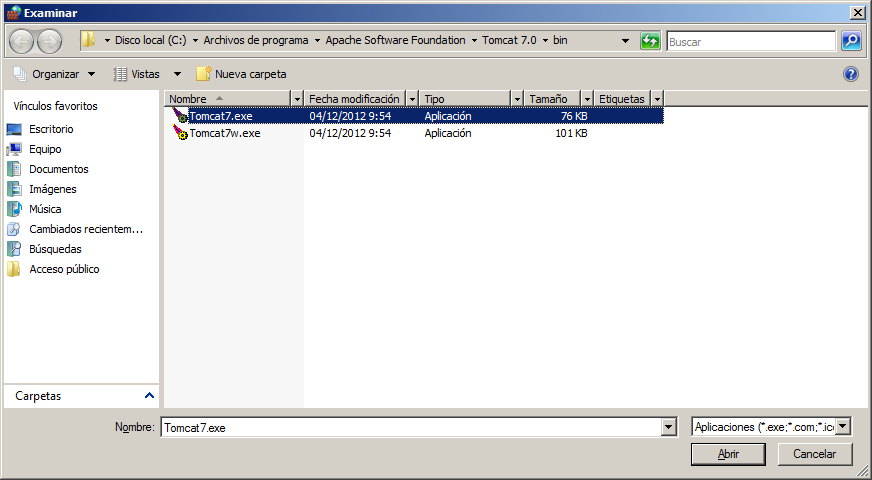 Examinar
Disco local (C:) Archivos de programa Apache Software Foundation Tomcat 7.0 bin Buscar
Organizar Vistas Nueva carpeta
Vínculos favoritos
Escritorio
Equipo
Documentos
Imágenes
Música
Cambiados recientem...
Búsquedas
Acceso público
Carpetas
Nombre Fecha modificación Tipo Tamaño Etiquetas
Tomcat7.exe 04/12/2012 9:54 Aplicación 76 KB
Tomcat7w.exe 04/12/2012 9:54 Aplicación 101 KB
Nombre: Tomcat7.exe Aplicaciones (*.exe;*.com;*.ic
Abrir Cancelar